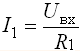 I₁ = Uвх / R1